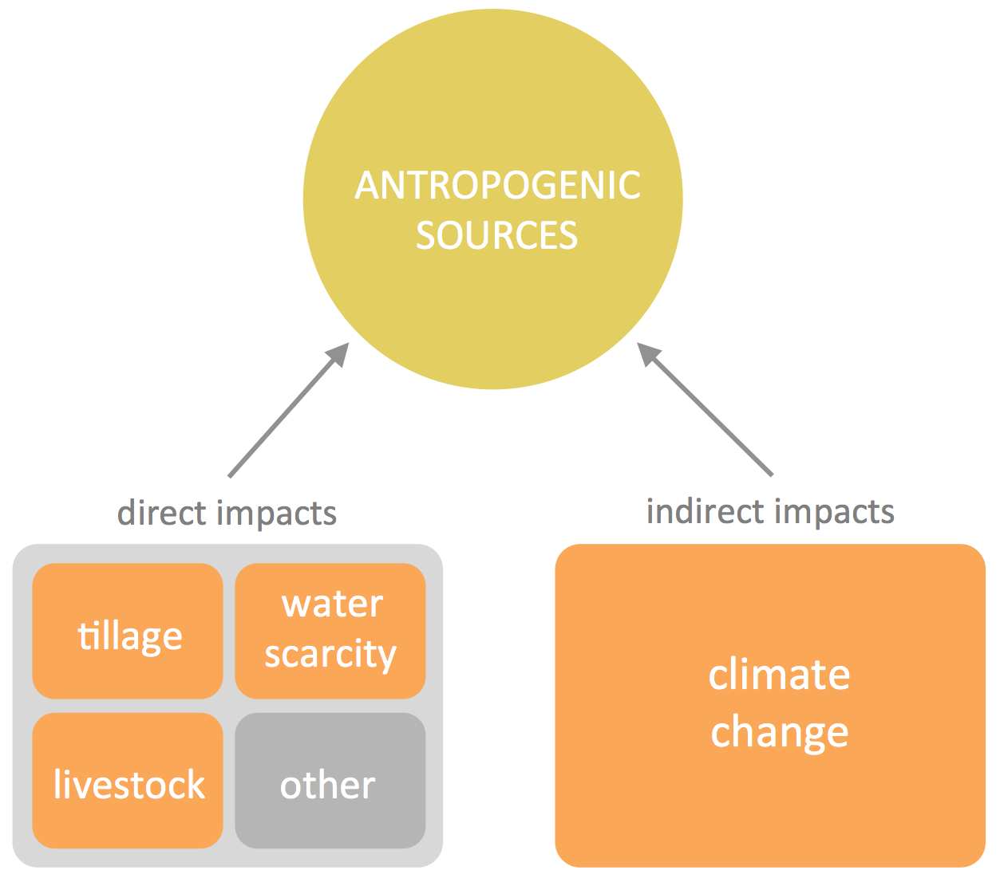 ANTROPOGENIC
SOURCES
direct impacts
indirect impacts
tillage
water
scarcity
livestock
other
climate
change